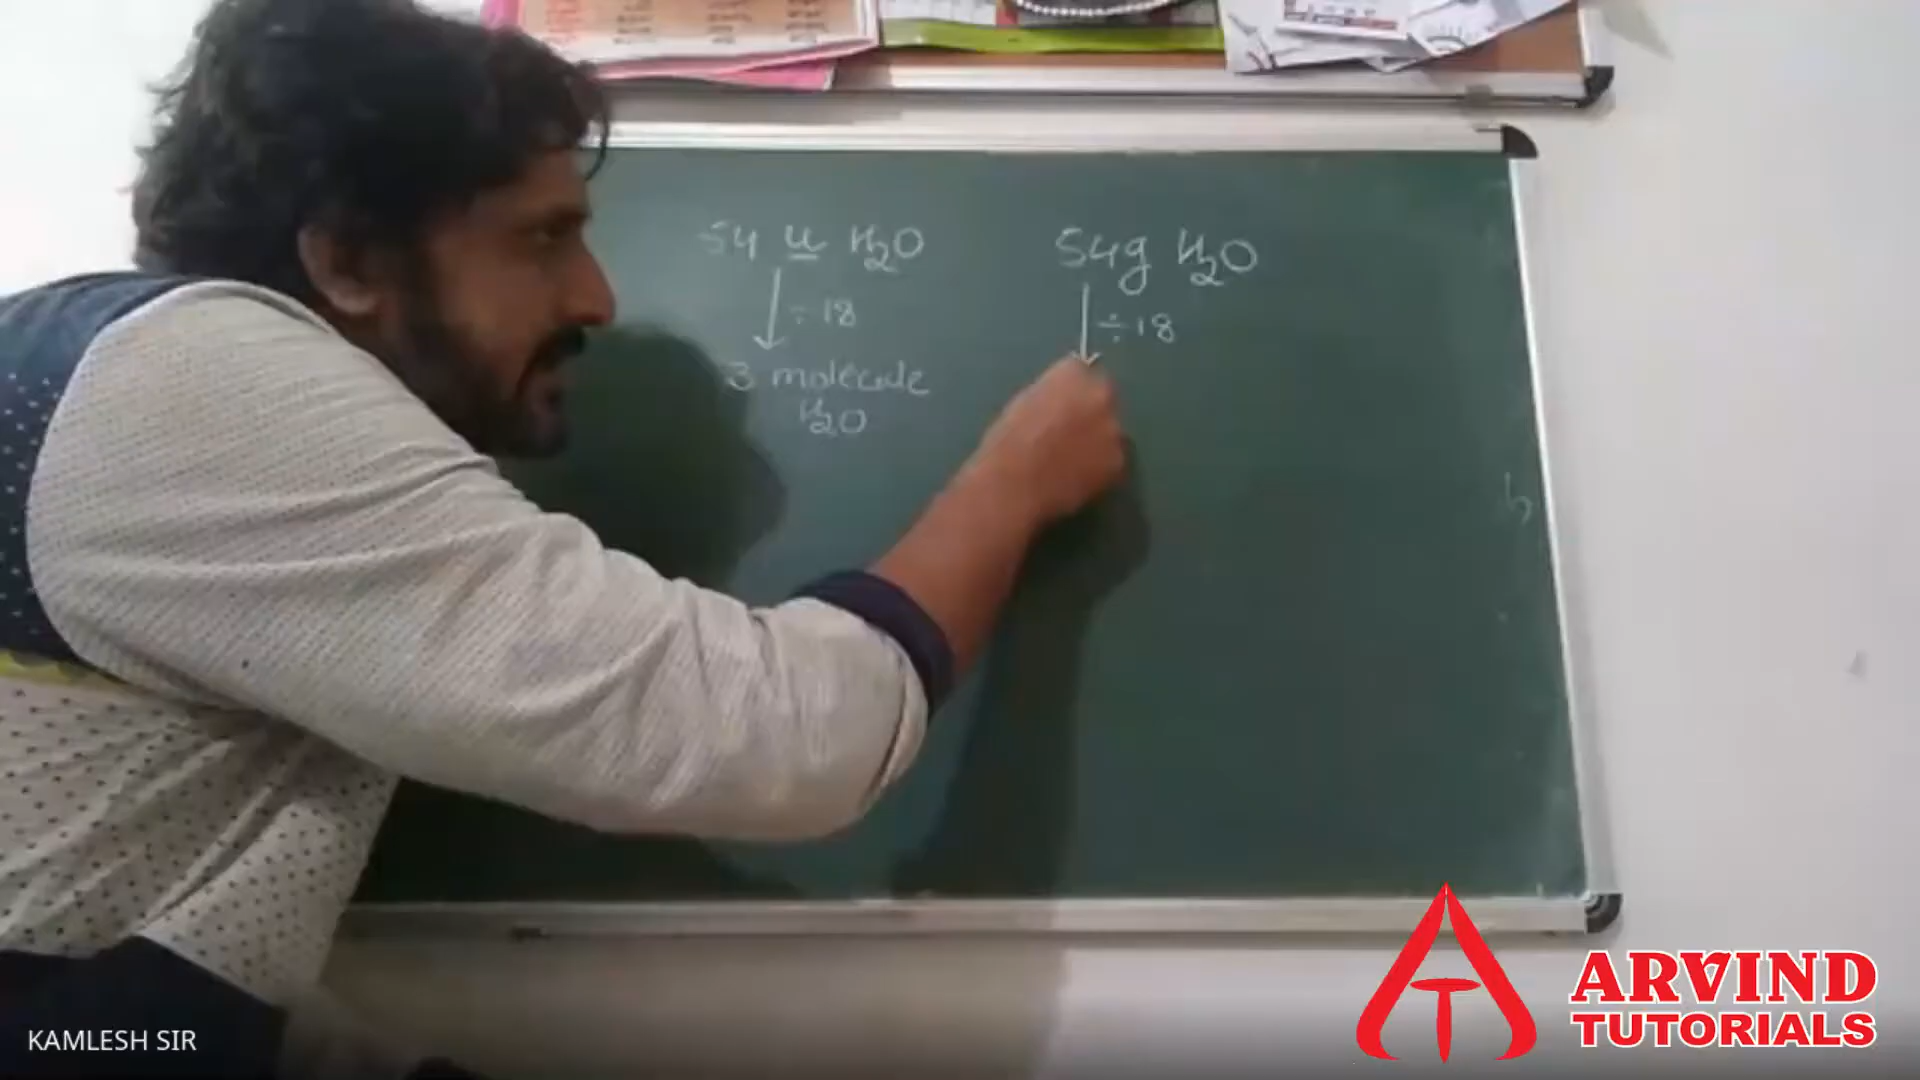 54 u H₂O
÷ 18
3 molecule
H₂O
54g H₂O
÷ 18
KAMLESH SIR
ARVIND
TUTORIALS